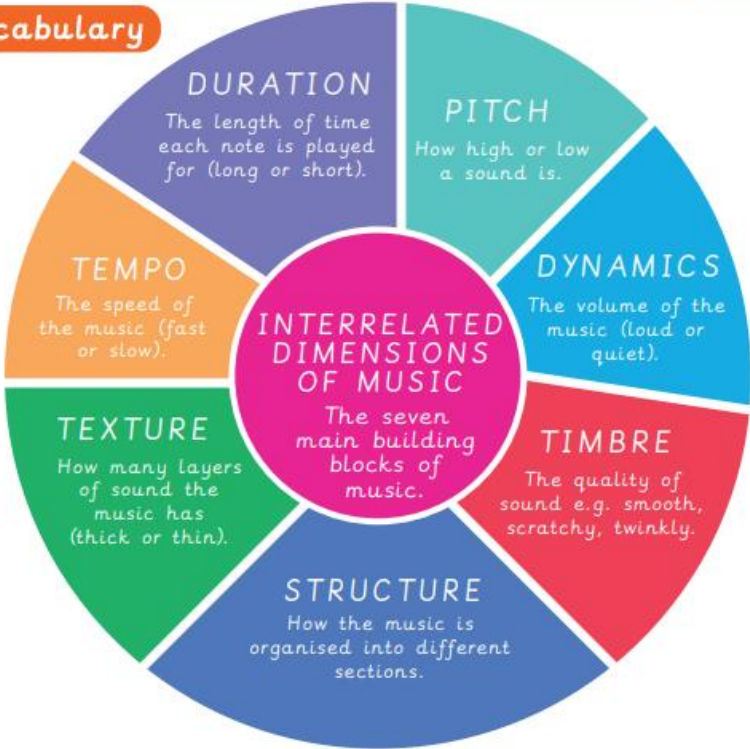 cabulary
DURATION
The length of time
each note is played
for (long or short).
PITCH
How high or low
a sound is.
DYNAMICS
The volume of the
music (loud or
quiet).
TIMBRE
The quality of
sound e.g. smooth,
scratchy, twinkly.
STRUCTURE
How the music is
organised into different
sections.
TEXTURE
How many layers
of sound the
music has
(thick or thin).
TEMPO
The speed of
the music (fast
or slow).
INTERRELATED
DIMENSIONS
OF MUSIC
The seven
main building
blocks of
music.